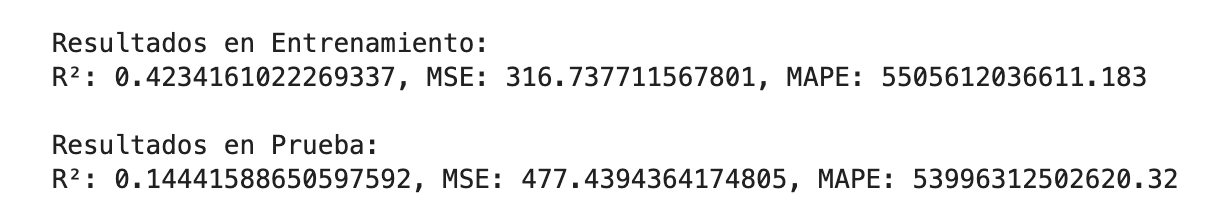 Resultados en Entrenamiento:
R²: 0.4234161022269337, MSE: 316.737711567801, MAPE: 5505612036611.183
Resultados en Prueba:
R²: 0.14441588650597592, MSE: 477.4394364174805, MAPE: 53996312502620.32